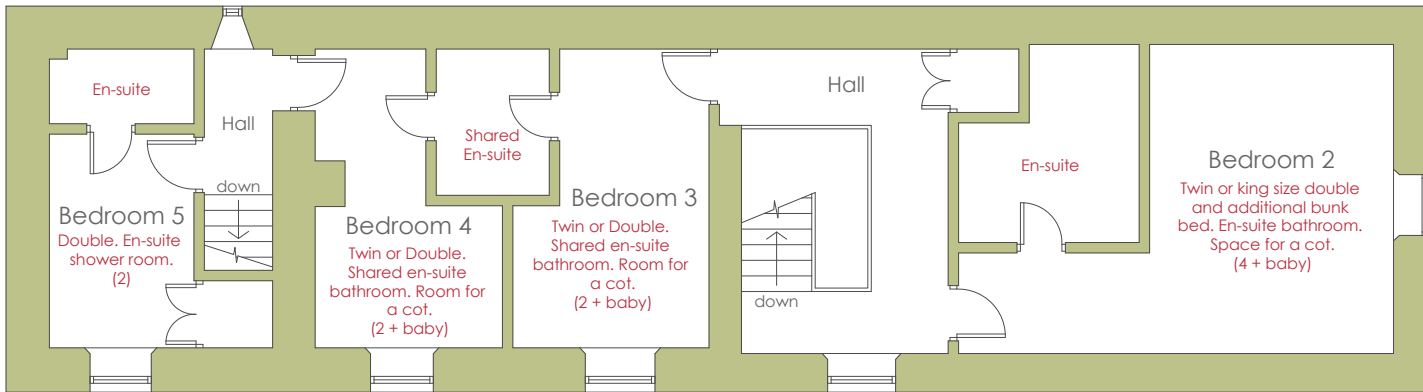 En-suite
Hall
down
Bedroom 5
Double. En-suite
shower room.
(2)
Bedroom 4
Twin or Double.
Shared en-suite
bathroom. Room for
a cot.
(2 + baby)
Shared
En-suite
Bedroom 3
Twin or Double.
Shared en-suite
bathroom. Room for
a cot.
(2 + baby)
Hall
down
En-suite
Bedroom 2
Twin or king size double
and additional bunk
bed. En-suite bathroom.
Space for a cot.
(4 + baby)